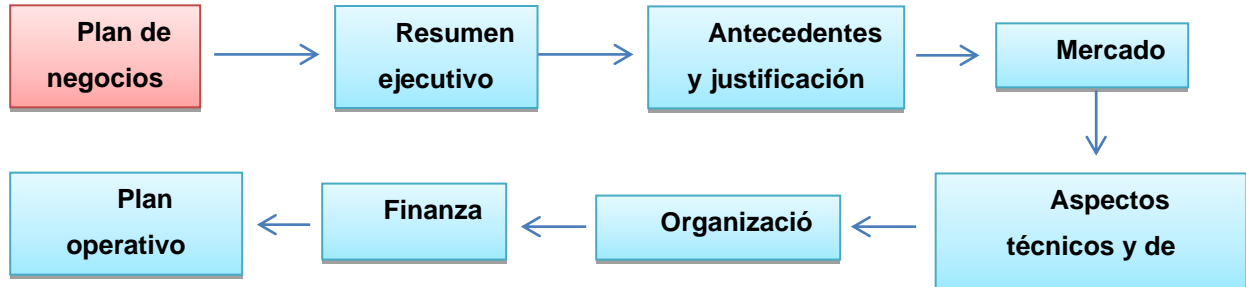 Plan de
negocios
Resumen
ejecutivo
Antecedentes
y justificación
Mercado
Aspectos
técnicos y de
Organizació
Finanza
Plan
operativo